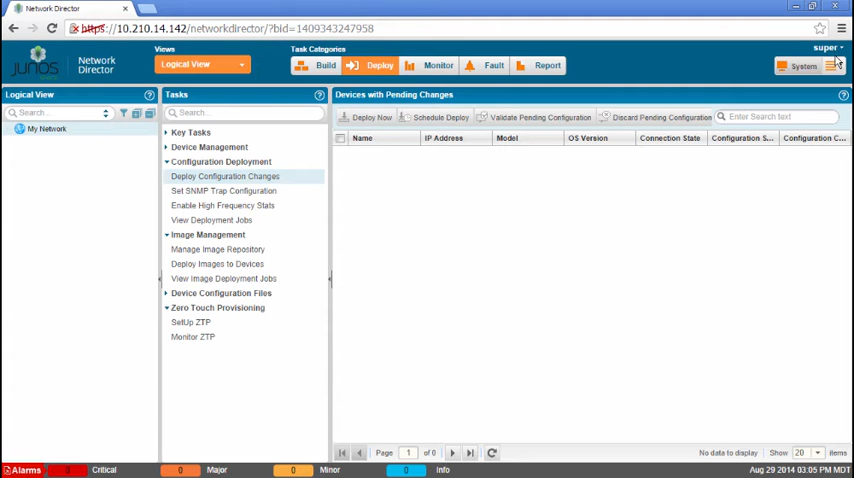 Network Director
https://10.210.14.142/networkdirector/?bid=1409343247958
super
JUNOS
Network
Director
Views
Logical View
Task Categories
Build
Deploy
Monitor
Fault
Report
System
Logical View
Search...
My Network
Tasks
Search...
Key Tasks
Device Management
Configuration Deployment
Deploy Configuration Changes
Set SNMP Trap Configuration
Enable High Frequency Stats
View Deployment Jobs
Image Management
Manage Image Repository
Deploy Images to Devices
View Image Deployment Jobs
Device Configuration Files
Zero Touch Provisioning
SetUp ZTP
Monitor ZTP
Devices with Pending Changes
Deploy Now
Schedule Deploy
Validate Pending Configuration
Discard Pending Configuration
Enter Search text
Name
IP Address
Model
OS Version
Connection State
Configuration S...
Configuration C...
Page 1 of 0
No data to display
Show 20 items
Alarms
0 Critical
0 Major
0 Minor
0 Info
Aug 29 2014 03:05 PM MDT